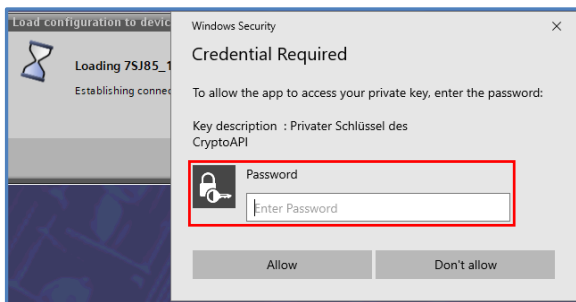 Load configuration to devic
Loading 7SJ85_1
Establishing connec
Windows Security
Credential Required
To allow the app to access your private key, enter the password:
Key description : Privater Schlüssel des
CryptoAPI
Password
Enter Password
Allow
Don't allow